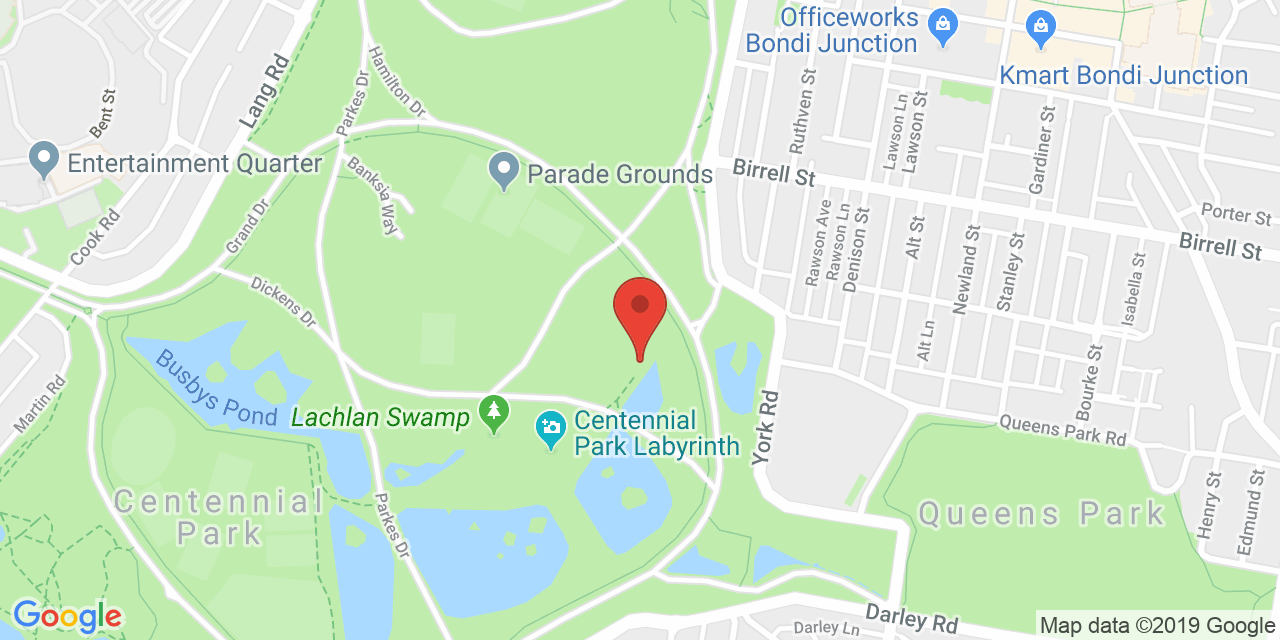 Officeworks
Bondi Junction
Kmart Bondi Junction
Lang Rd
Bent St
Parkes Dr
Hamilton Dr
Ruthven St
Lawson Ln
Lawson St
Gardiner St
Entertainment Quarter
Banksia Way
Parade Grounds
Birrell St
Cook Rd
Grand Dr
Rawson Ave
Rawson Ln
Denison St
Alt St
Newland St
Stanley St
Porter St
Birrell St
Isabella St
Dickens Dr
Alt Ln
Bourke St
Martin Rd
Busbys Pond
Lachlan Swamp
Centennial
Park Labyrinth
York Rd
Queens Park Rd
Centennial
Park
Parkes Dr
Queens Park
Henry St
Edmund St
Google
Darley Ln
Darley Rd
Map data ©2019 Google